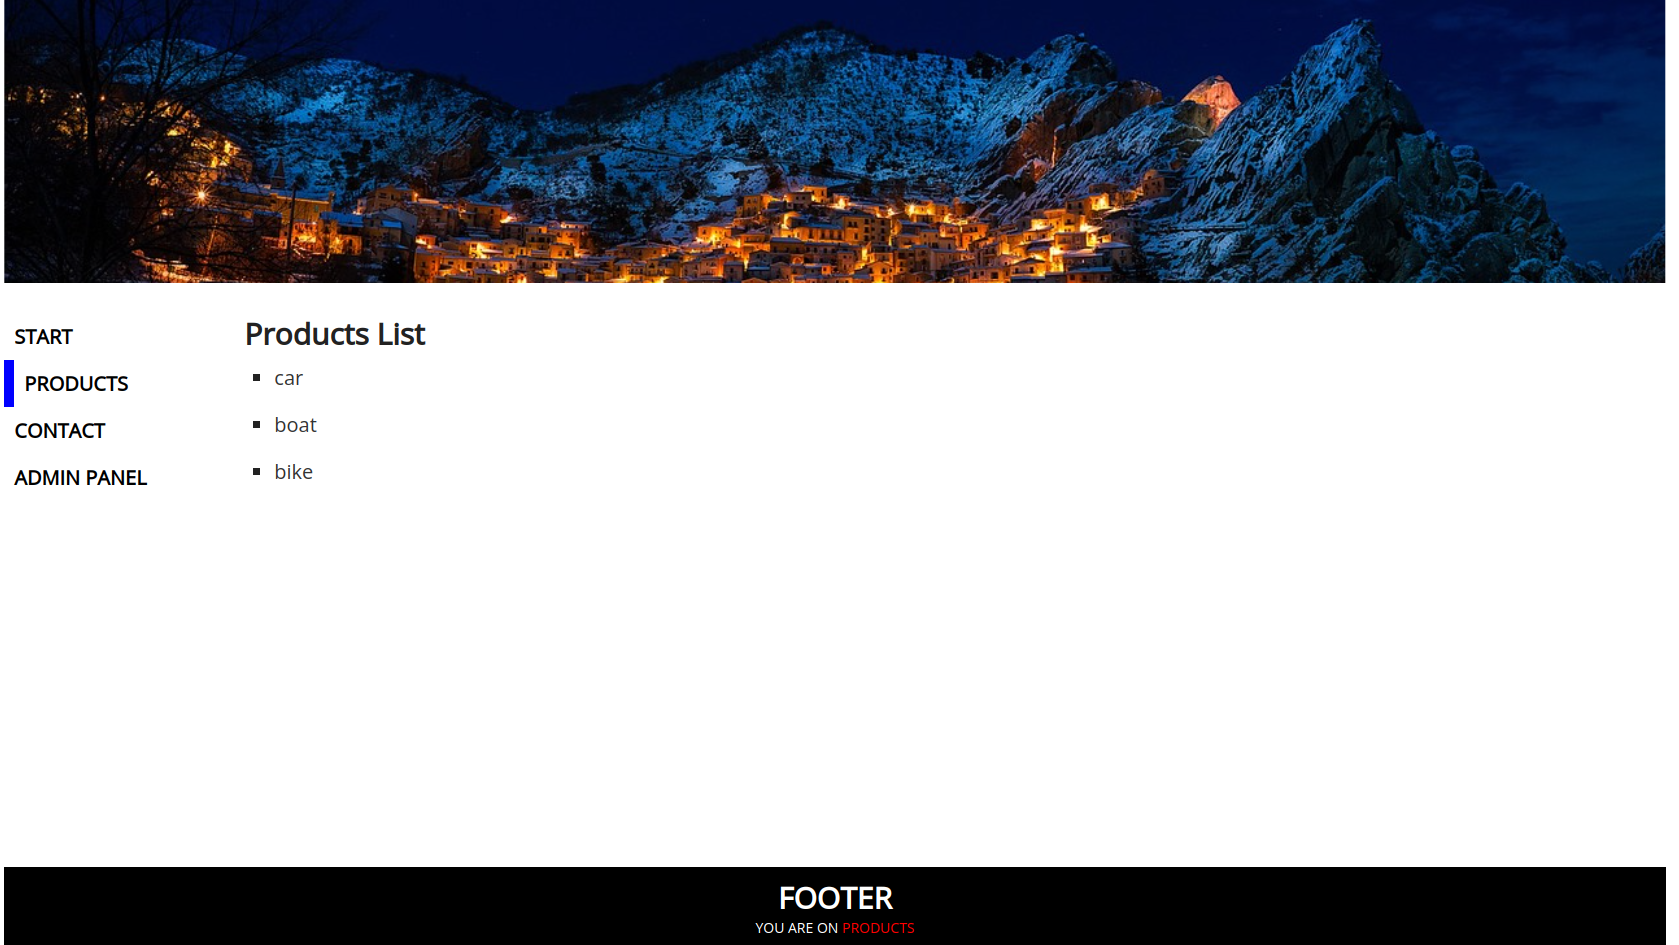 START
PRODUCTS
CONTACT
ADMIN PANEL
Products List
car
boat
bike
FOOTER
YOU ARE ON PRODUCTS